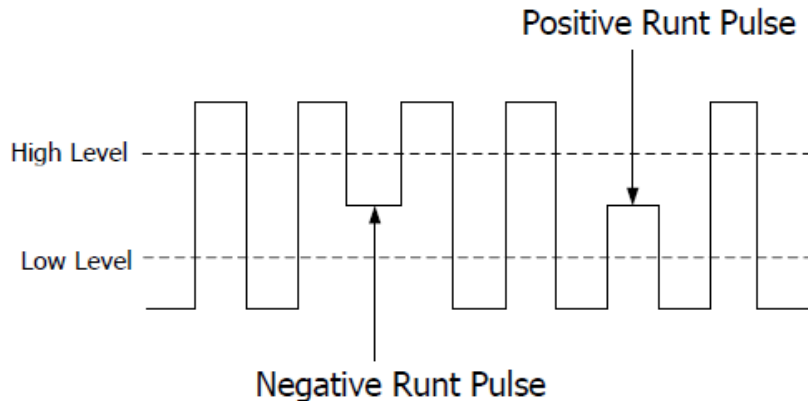 Positive Runt Pulse
High Level
Low Level
Negative Runt Pulse